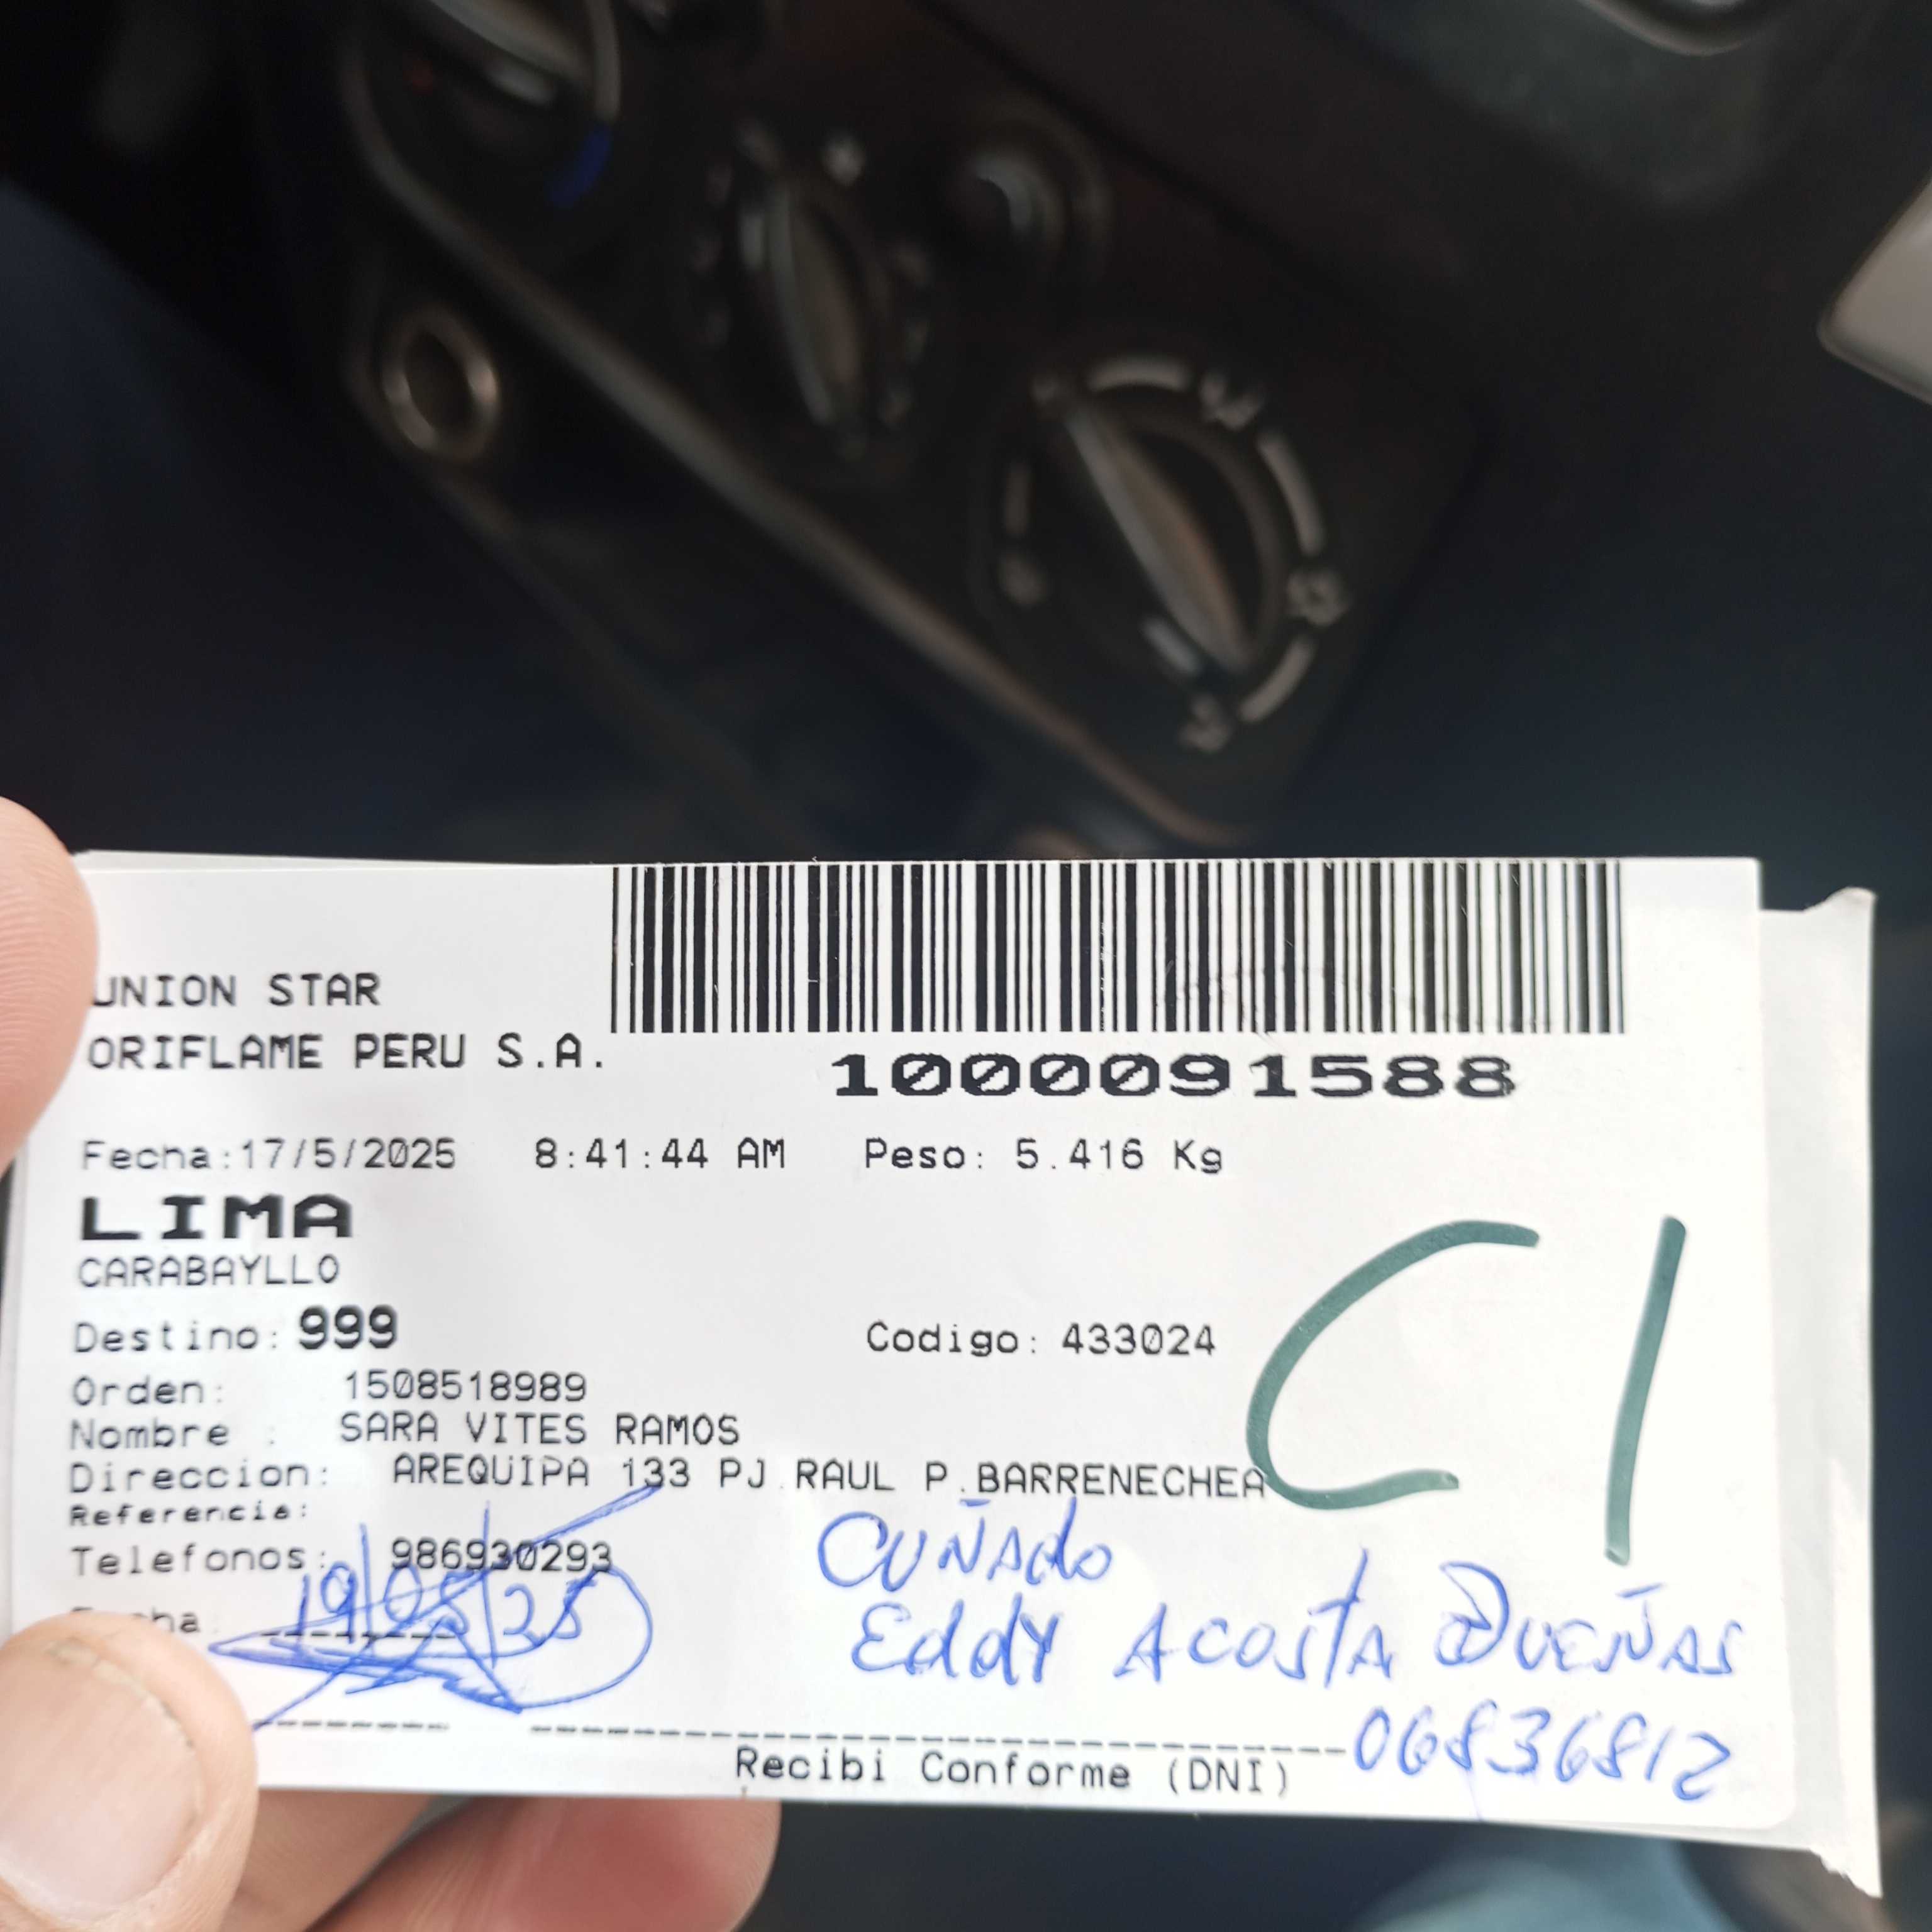 UNION STAR
ORIFLAME PERU S.A.
1000091588
Fecha:17/5/2025 8:41:44 AM Peso: 5.416 Kg
LIMA
CARABAYLLO
Destino: 999 Codigo: 433024
C1
Orden: 1508518989
Nombre : SARA VITES RAMOS
Direccion: AREQUIPA 133 PJ.RAUL P.BARRENECHEA
Referencia:
CUÑAdo
Telefonos: 986930293
19/05/25
EddY ACOSTA DUEÑAS
06836812
Recibi Conforme (DNI)